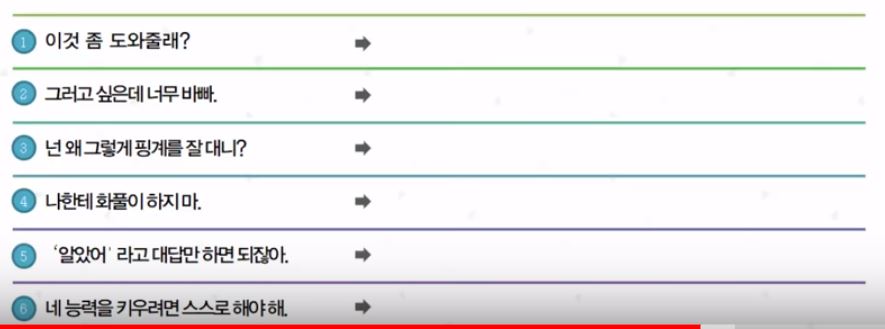 1 이것 좀 도와줄래?
2 그러고 싶은데 너무 바빠.
3 넌 왜 그렇게 핑계를 잘 대니?
4 나한테 화풀이 하지 마.
5 '알았어' 라고 대답만 하면 되잖아.
6 네 능력을 키우려면 스스로 해야 해.